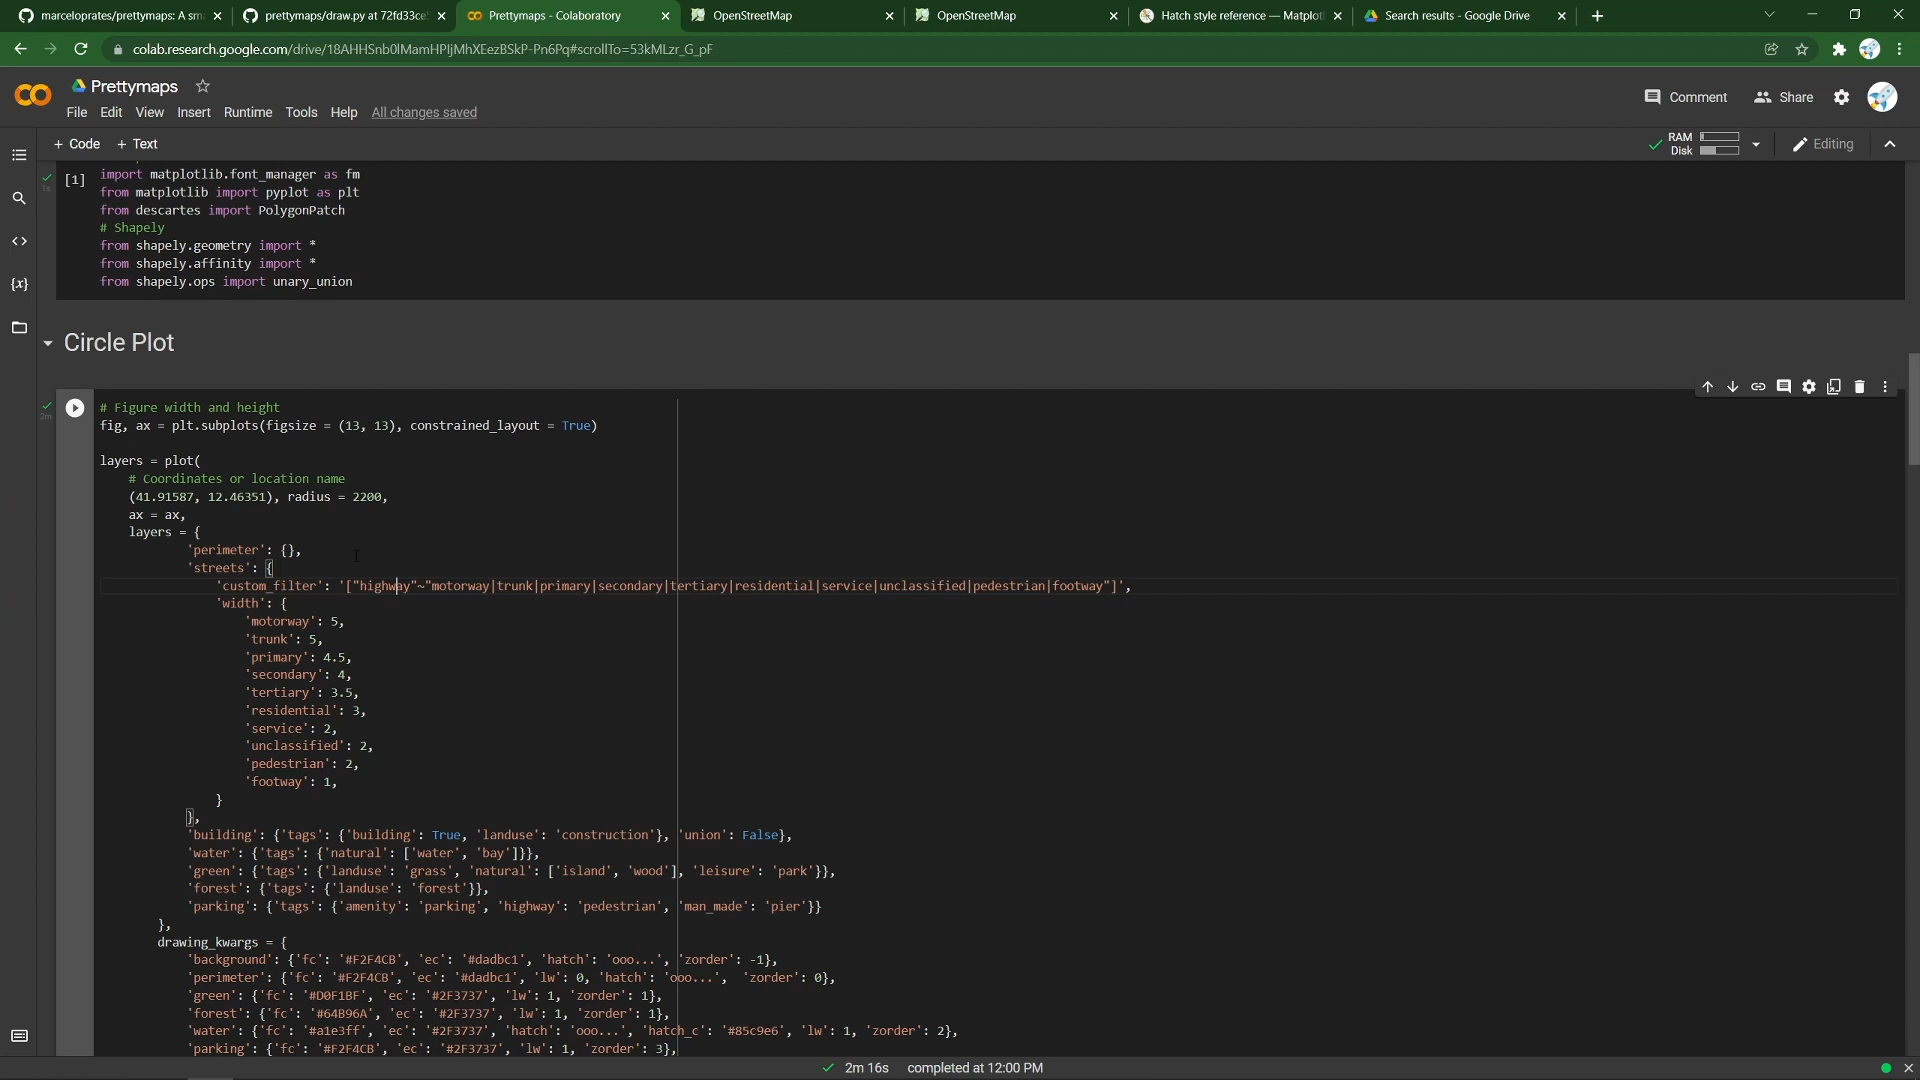 marceloprates/prettymaps: A sm
prettymaps/draw.py at 72fd33ce
Prettymaps - Colaboratory
OpenStreetMap
OpenStreetMap
Hatch style reference — Matplotl
Search results - Google Drive
colab.research.google.com/drive/18AHHSnb0lMamHPIjMhXEezBSkP-Pn6Pq#scrollTo=53kMLzr_G_pF
Prettymaps
File Edit View Insert Runtime Tools Help All changes saved
Comment Share
+ Code + Text
RAM
Disk
Editing
1s
[1]
import matplotlib.font_manager as fm
from matplotlib import pyplot as plt
from descartes import PolygonPatch
# Shapely
from shapely.geometry import *
from shapely.affinity import *
from shapely.ops import unary_union
{x}
Circle Plot
2m
# Figure width and height
fig, ax = plt.subplots(figsize = (13, 13), constrained_layout = True)
layers = plot(
# Coordinates or location name
(41.91587, 12.46351), radius = 2200,
ax = ax,
layers = {
'perimeter': {},
'streets': {
'custom_filter': '["highway"~"motorway|trunk|primary|secondary|tertiary|residential|service|unclassified|pedestrian|footway"]',
'width': {
'motorway': 5,
'trunk': 5,
'primary': 4.5,
'secondary': 4,
'tertiary': 3.5,
'residential': 3,
'service': 2,
'unclassified': 2,
'pedestrian': 2,
'footway': 1,
}
},
'building': {'tags': {'building': True, 'landuse': 'construction'}, 'union': False},
'water': {'tags': {'natural': ['water', 'bay']}},
'green': {'tags': {'landuse': 'grass', 'natural': ['island', 'wood'], 'leisure': 'park'}},
'forest': {'tags': {'landuse': 'forest'}},
'parking': {'tags': {'amenity': 'parking', 'highway': 'pedestrian', 'man_made': 'pier'}}
},
drawing_kwargs = {
'background': {'fc': '#F2F4CB', 'ec': '#dadbc1', 'hatch': 'ooo...', 'zorder': -1},
'perimeter': {'fc': '#F2F4CB', 'ec': '#dadbc1', 'lw': 0, 'hatch': 'ooo...', 'zorder': 0},
'green': {'fc': '#D0F1BF', 'ec': '#2F3737', 'lw': 1, 'zorder': 1},
'forest': {'fc': '#64B96A', 'ec': '#2F3737', 'lw': 1, 'zorder': 1},
'water': {'fc': '#a1e3ff', 'ec': '#2F3737', 'hatch': 'ooo...', 'hatch_c': '#85c9e6', 'lw': 1, 'zorder': 2},
'parking': {'fc': '#F2F4CB', 'ec': '#2F3737', 'lw': 1, 'zorder': 3},
2m 16s completed at 12:00 PM